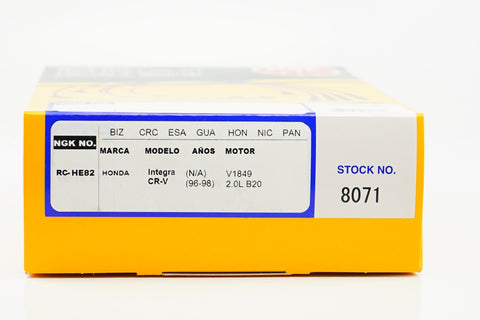 BIZ CRC ESA GUA HON NIC PAN
NGK NO.
MARCA MODELO AÑOS MOTOR
RC-HE82 HONDA Integra (N/A) V1849
CR-V (96-98) 2.0L B20
STOCK NO.
8071